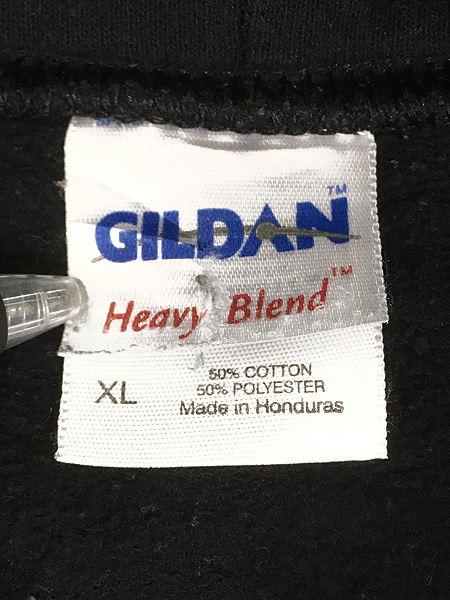 GILDAN™
Heavy Blend™
XL
50% COTTON
50% POLYESTER
Made in Honduras